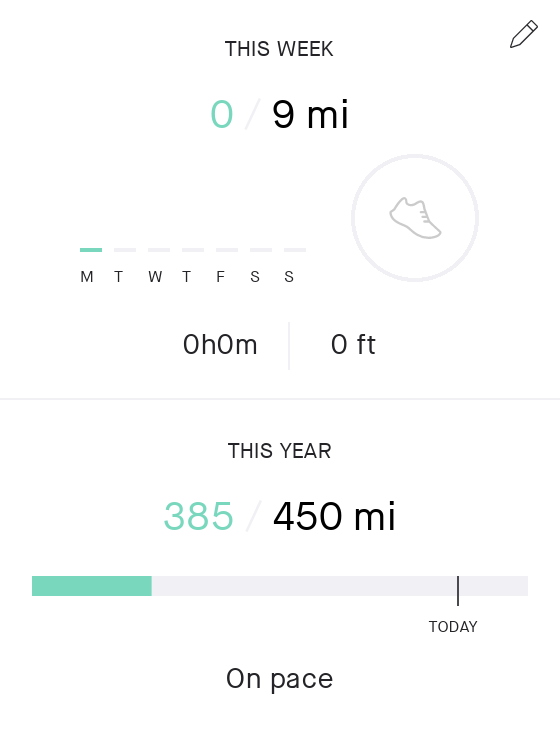 THIS WEEK
0 / 9 mi
M T W T F S S
0h0m 0 ft
THIS YEAR
385 / 450 mi
TODAY
On pace